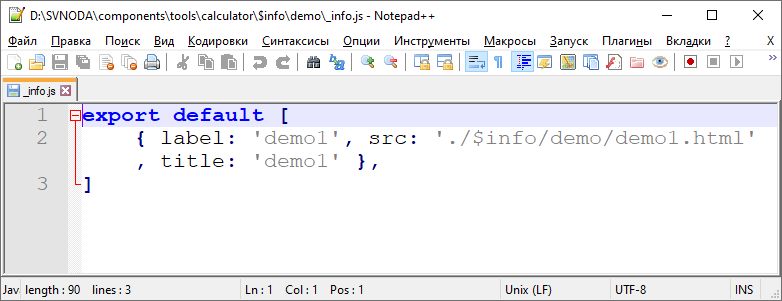 D:\SVNODA\components\tools\calculator\$info\demo\_info.js - Notepad++
Файл Правка Поиск Вид Кодировки Синтаксисы Опции Инструменты Макросы Запуск Плагины Вкладки ? X
_info.js
1 export default [
2 { label: 'demo1', src: './$info/demo/demo1.html'
, title: 'demo1' },
3 ]
Jav length : 90 lines : 3 Ln : 1 Col : 1 Pos : 1 Unix (LF) UTF-8 INS